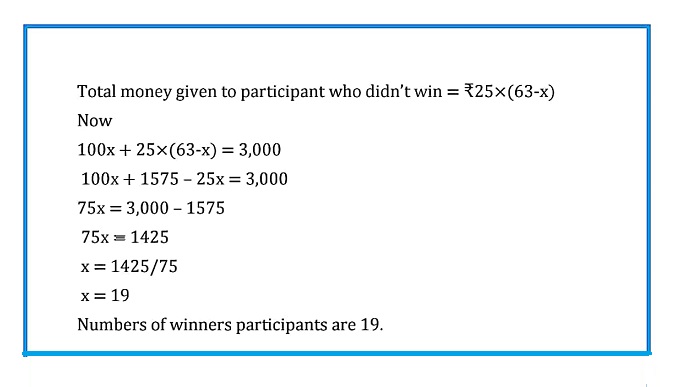 Total money given to participant who didn’t win = ₹25×(63-x)
Now
100x + 25×(63-x) = 3,000
100x + 1575 – 25x = 3,000
75x = 3,000 – 1575
75x = 1425
x = 1425/75
x = 19
Numbers of winners participants are 19.